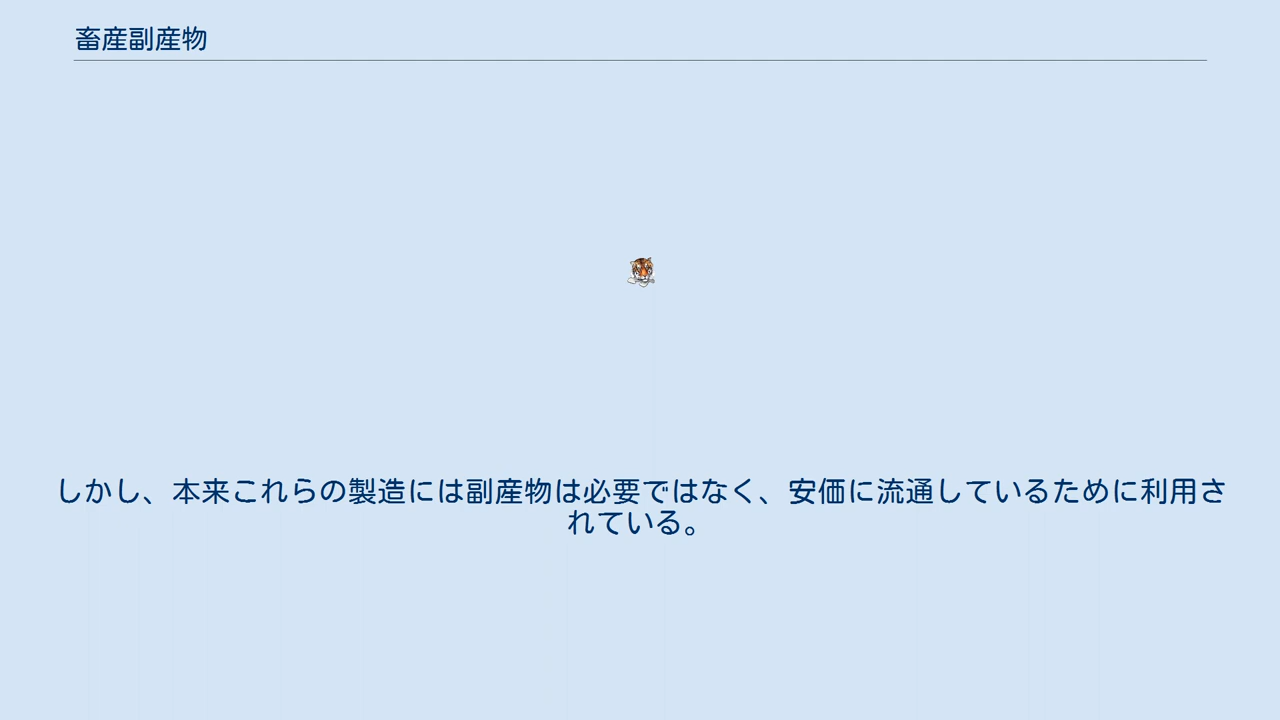 畜産副産物
しかし、本来これらの製造には副産物は必要ではなく、安価に流通しているために利用さ
れている。